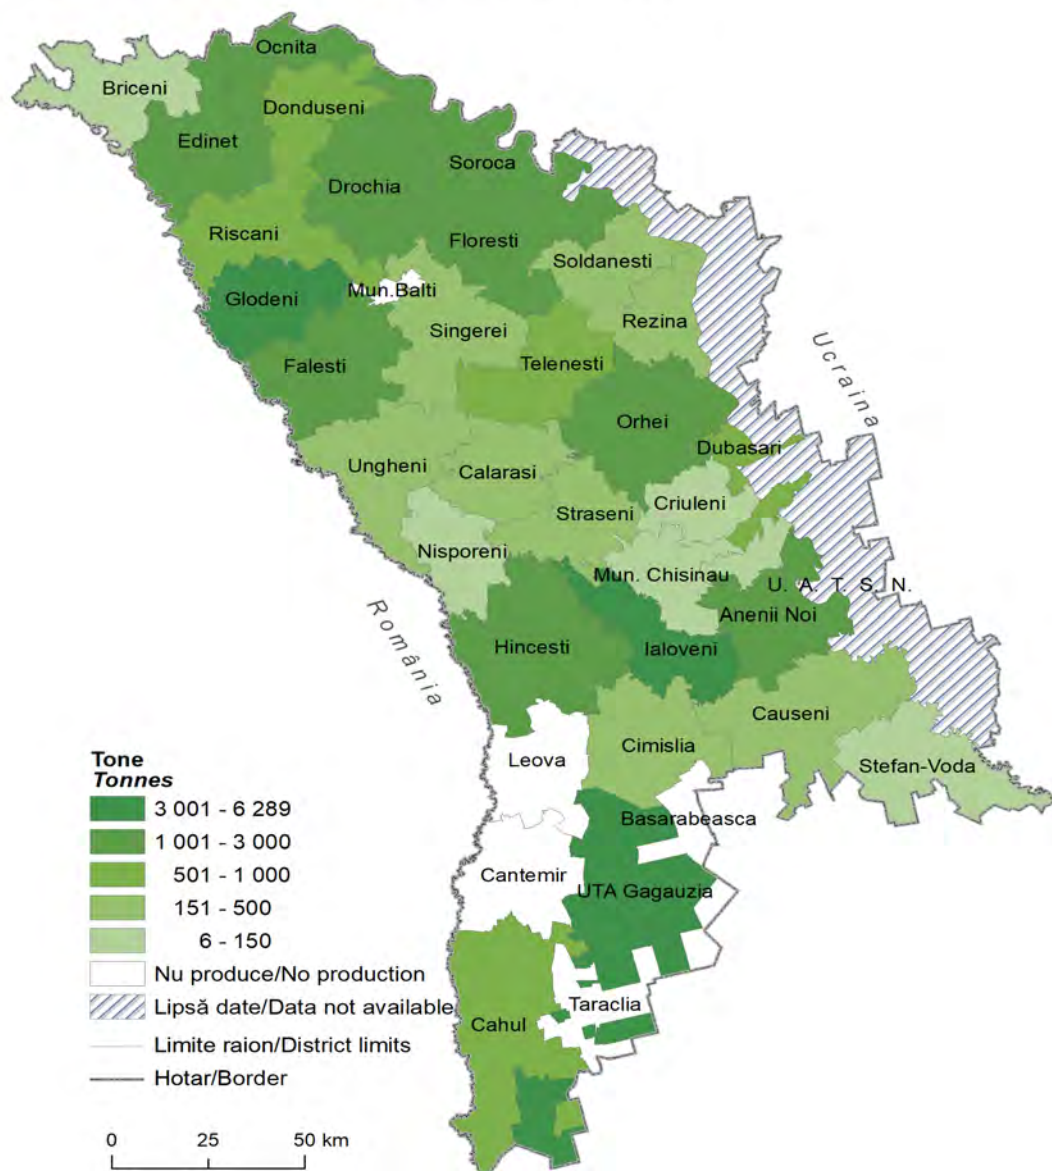 Ocnita
Briceni
Donduseni
Edinet
Soroca
Drochia
Riscani
Floresti
Soldanesti
Glodeni
Mun.Balti
Rezina
Singerei
Falesti
Telenesti
Ucraina
Orhei
Dubasari
Ungheni
Calarasi
Criuleni
Straseni
Nisporeni
Mun. Chisinau
U. A. T. S. N.
Anenii Noi
România
Hincesti
Ialoveni
Causeni
Cimislia
Leova
Stefan-Voda
Basarabeasca
Cantemir
UTA Gagauzia
Taraclia
Cahul
Tone
Tonnes
3 001 - 6 289
1 001 - 3 000
501 - 1 000
151 - 500
6 - 150
Nu produce/No production
Lipsă date/Data not available
Limite raion/District limits
Hotar/Border
0 25 50 km